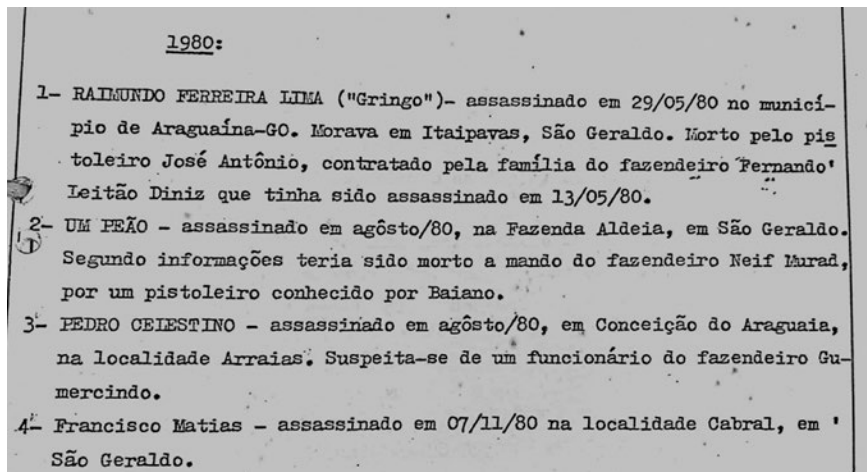 1980:
1- RAIMUNDO FERREIRA LIMA ("Gringo")- assassinado em 29/05/80 no municí-
pio de Araguaína-GO. Morava em Itaipavas, São Geraldo. Morto pelo pis
toleiro José Antônio, contratado pela família do fazendeiro Fernando'
Leitão Diniz que tinha sido assassinado em 13/05/80.
2- UM PEÃO - assassinado em agôsto/80, na Fazenda Aldeia, em São Geraldo.
Segundo informações teria sido morto a mando do fazendeiro Neif Murad,
por um pistoleiro conhecido por Baiano.
3- PEDRO CELESTINO - assassinado em agôsto/80, em Conceição do Araguaia,
na localidade Arraias. Suspeita-se de um funcionário do fazendeiro Gu-
mercindo.
4- Francisco Matias - assassinado em 07/11/80 na localidade Cabral, em '
São Geraldo.